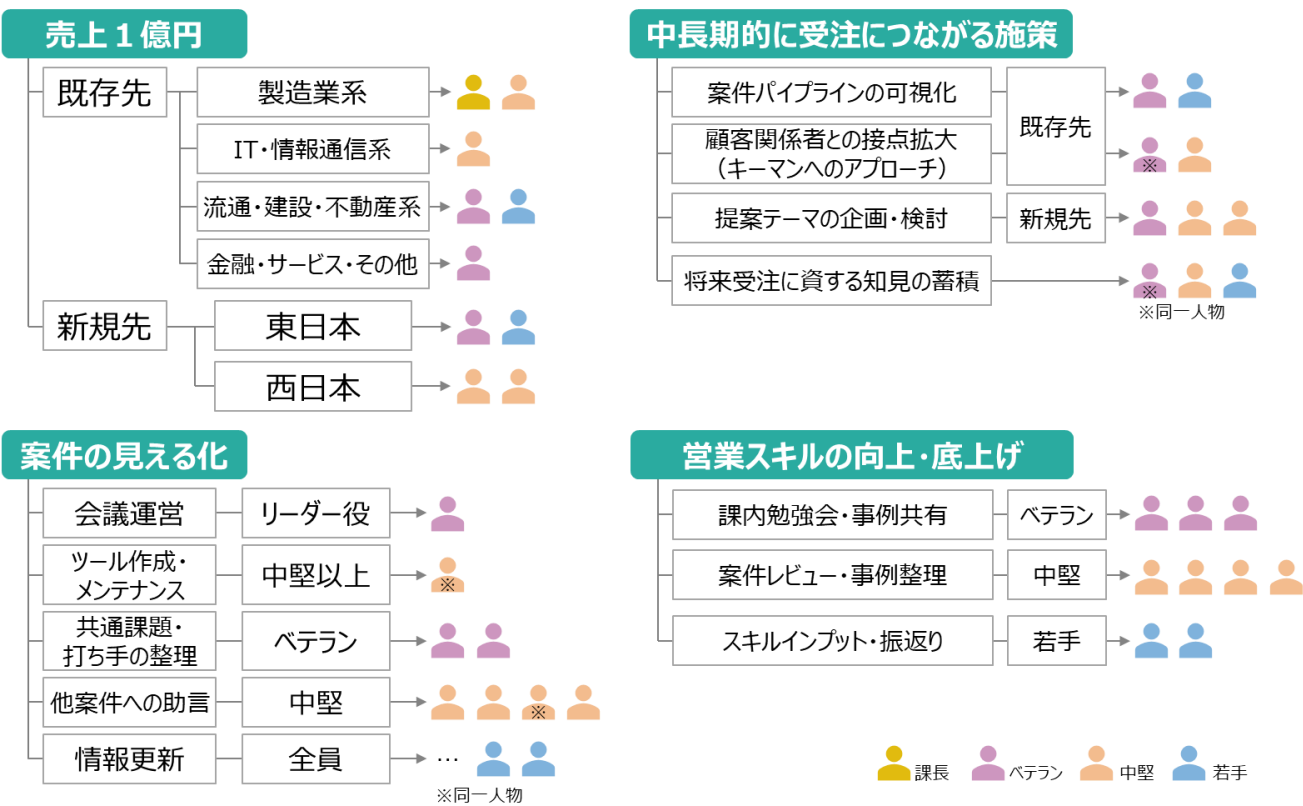 売上１億円
既存先
製造業系
IT・情報通信系
流通・建設・不動産系
金融・サービス・その他
新規先
東日本
西日本
中長期的に受注につながる施策
案件パイプラインの可視化
顧客関係者との接点拡大
（キーマンへのアプローチ）
既存先
※
提案テーマの企画・検討
新規先
将来受注に資する知見の蓄積
※
※同一人物
案件の見える化
会議運営
リーダー役
ツール作成・
メンテナンス
中堅以上
※
共通課題・
打ち手の整理
ベテラン
他案件への助言
中堅
※
情報更新
全員
…
※同一人物
営業スキルの向上・底上げ
課内勉強会・事例共有
ベテラン
案件レビュー・事例整理
中堅
スキルインプット・振返り
若手
課長
ベテラン
中堅
若手